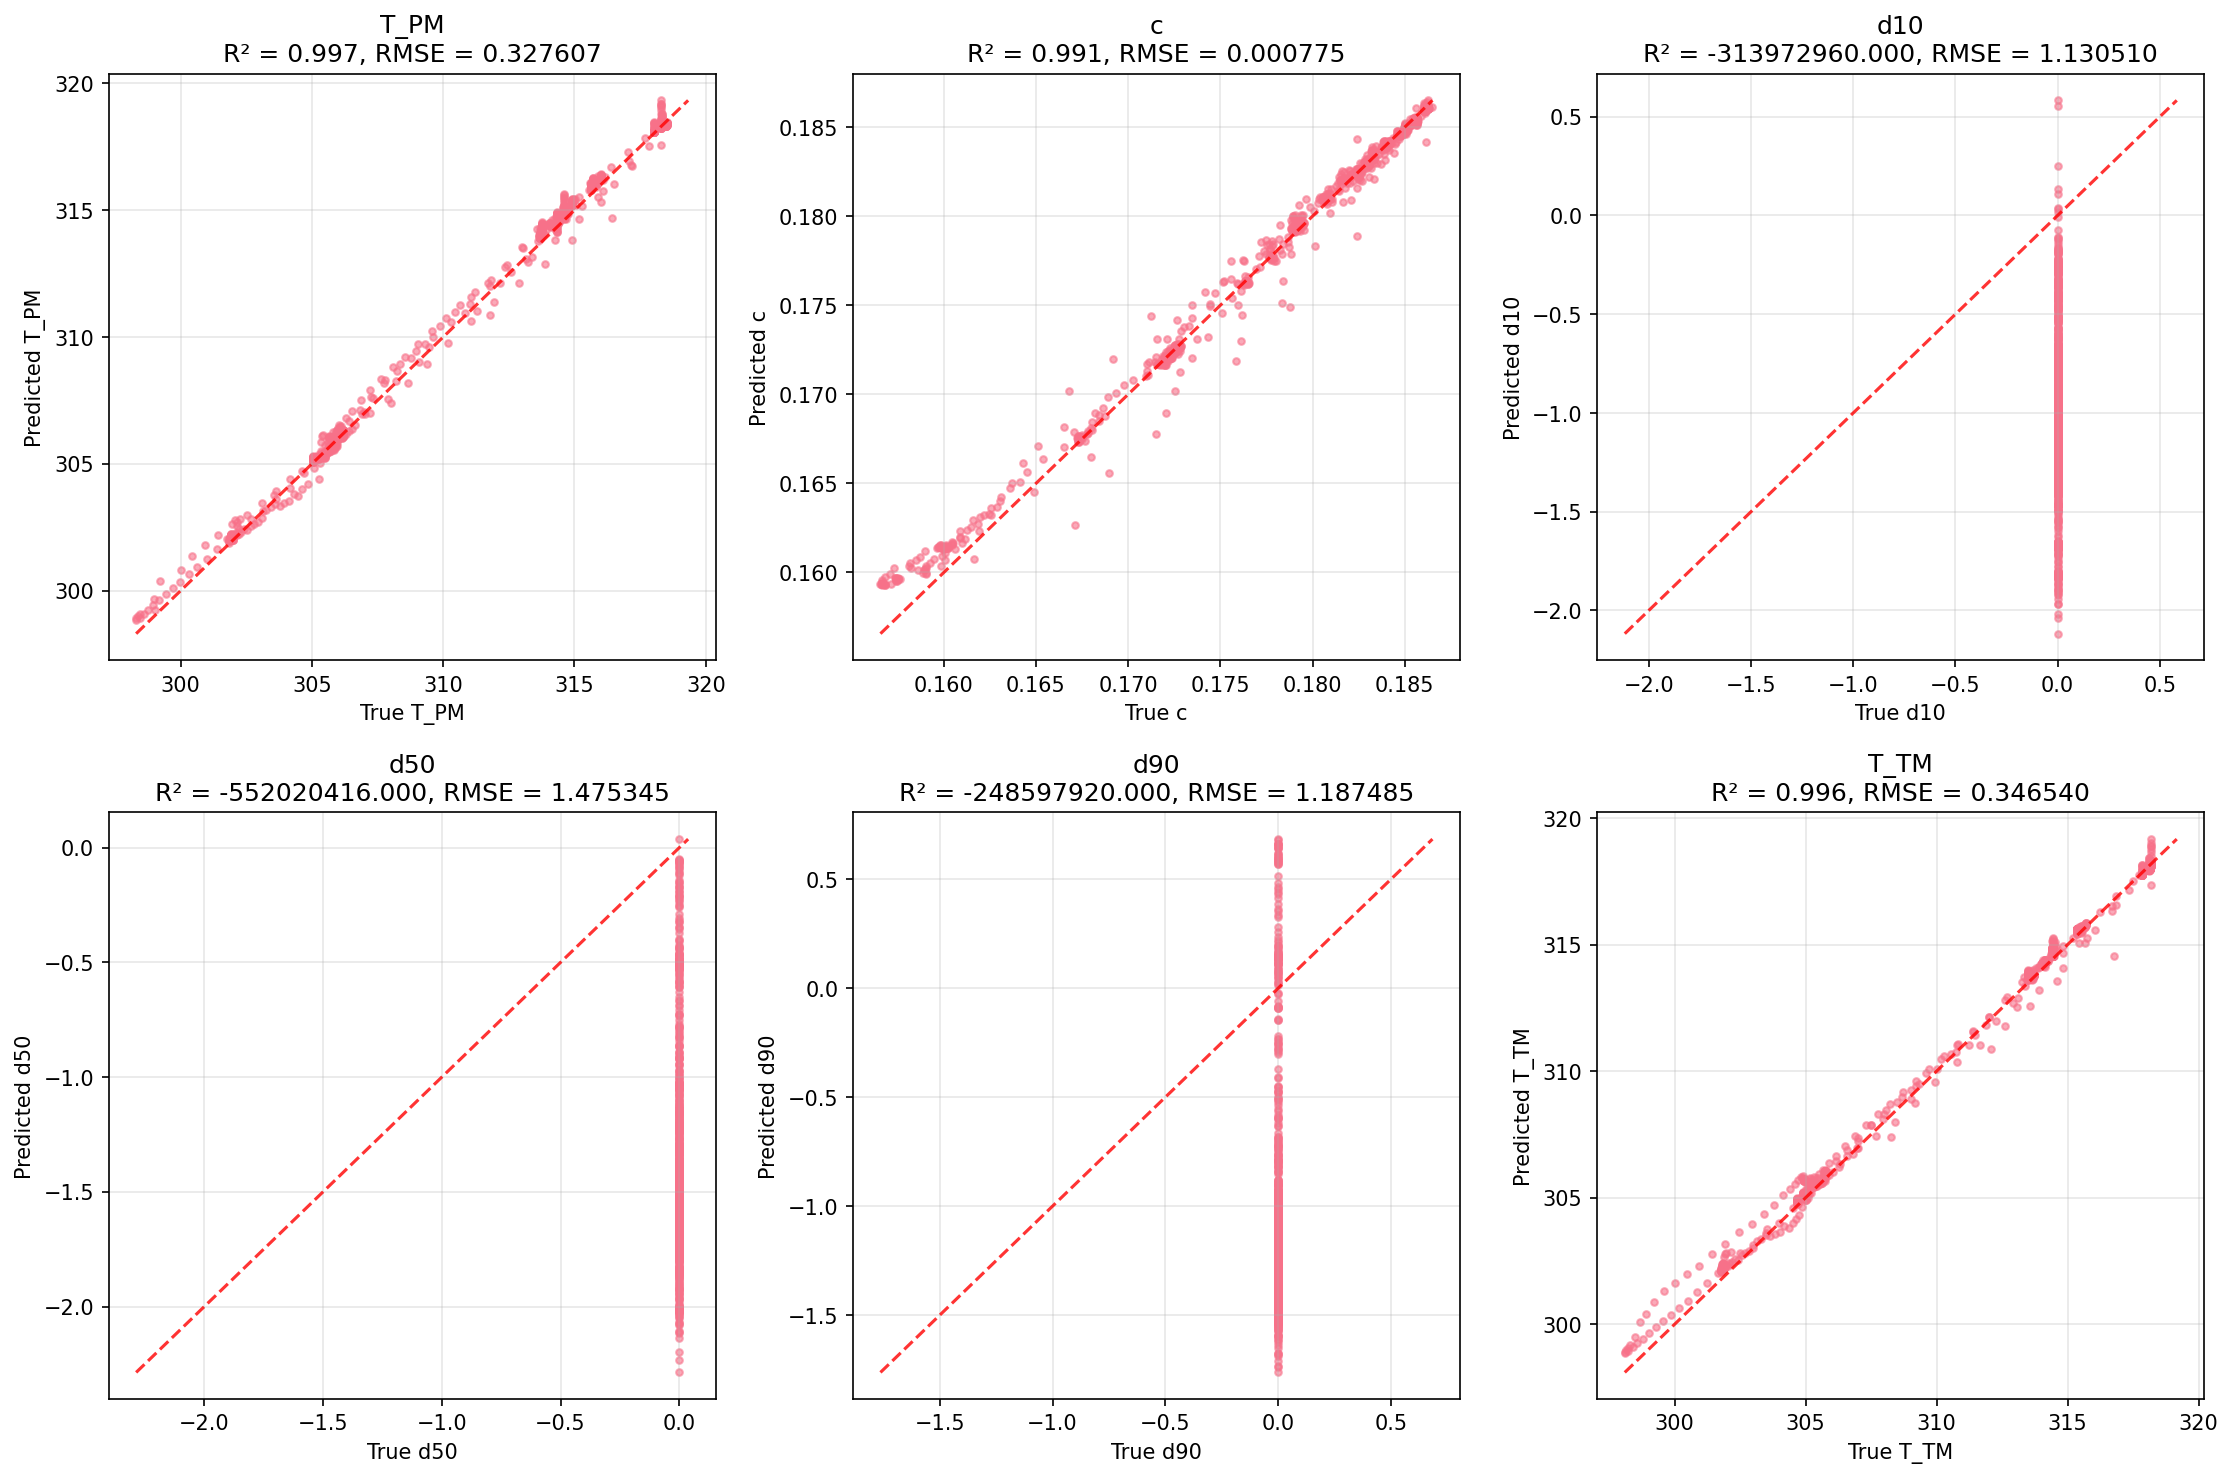 T_PM
R² = 0.997, RMSE = 0.327607
320
315
310
305
300
Predicted T_PM
300
305
310
315
320
True T_PM
c
R² = 0.991, RMSE = 0.000775
0.185
0.180
0.175
0.170
0.165
0.160
Predicted c
0.160
0.165
0.170
0.175
0.180
0.185
True c
d10
R² = -313972960.000, RMSE = 1.130510
0.5
0.0
−0.5
−1.0
−1.5
−2.0
Predicted d10
−2.0
−1.5
−1.0
−0.5
0.0
0.5
True d10
d50
R² = -552020416.000, RMSE = 1.475345
0.0
−0.5
−1.0
−1.5
−2.0
Predicted d50
−2.0
−1.5
−1.0
−0.5
0.0
True d50
d90
R² = -248597920.000, RMSE = 1.187485
0.5
0.0
−0.5
−1.0
−1.5
Predicted d90
−1.5
−1.0
−0.5
0.0
0.5
True d90
T_TM
R² = 0.996, RMSE = 0.346540
320
315
310
305
300
Predicted T_TM
300
305
310
315
320
True T_TM